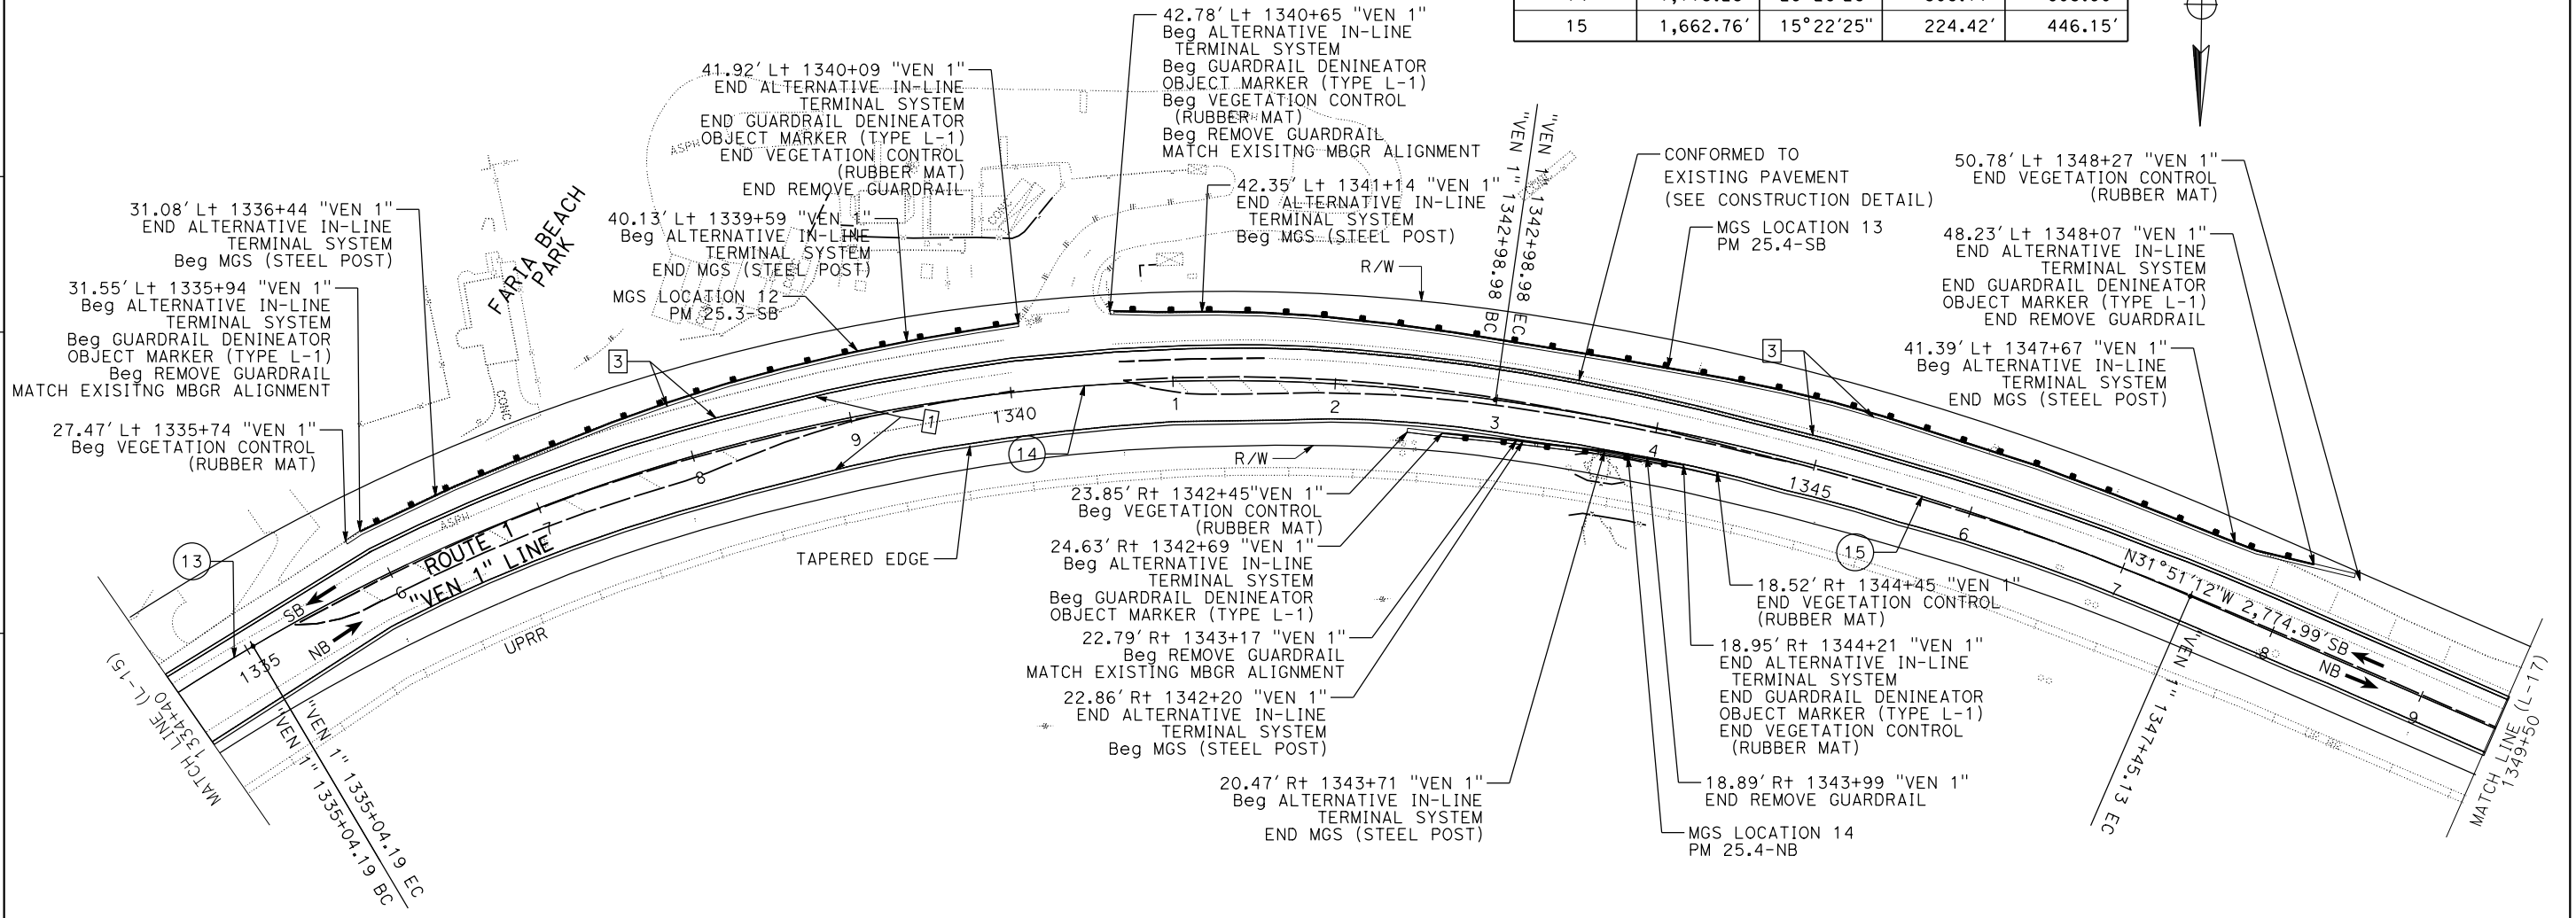 15 1,662.76' 15°22'25" 224.42' 446.15'
42.78' Lt 1340+65 "VEN 1"
Beg ALTERNATIVE IN-LINE
TERMINAL SYSTEM
Beg GUARDRAIL DENINEATOR
OBJECT MARKER (TYPE L-1)
Beg VEGETATION CONTROL
(RUBBER MAT)
Beg REMOVE GUARDRAIL
MATCH EXISITNG MBGR ALIGNMENT
41.92' Lt 1340+09 "VEN 1"
END ALTERNATIVE IN-LINE
TERMINAL SYSTEM
END GUARDRAIL DENINEATOR
OBJECT MARKER (TYPE L-1)
END VEGETATION CONTROL
(RUBBER MAT)
END REMOVE GUARDRAIL
ASPH
42.35' Lt 1341+14 "VEN 1"
END ALTERNATIVE IN-LINE
TERMINAL SYSTEM
Beg MGS (STEEL POST)
"VEN 1" 1342+98.98 BC
"VEN 1" 1342+98.98 EC
CONFORMED TO
EXISTING PAVEMENT
(SEE CONSTRUCTION DETAIL)
MGS LOCATION 13
PM 25.4-SB
R/W
50.78' Lt 1348+27 "VEN 1"
END VEGETATION CONTROL
(RUBBER MAT)
48.23' Lt 1348+07 "VEN 1"
END ALTERNATIVE IN-LINE
TERMINAL SYSTEM
END GUARDRAIL DENINEATOR
OBJECT MARKER (TYPE L-1)
END REMOVE GUARDRAIL
41.39' Lt 1347+67 "VEN 1"
Beg ALTERNATIVE IN-LINE
TERMINAL SYSTEM
END MGS (STEEL POST)
31.08' Lt 1336+44 "VEN 1"
END ALTERNATIVE IN-LINE
TERMINAL SYSTEM
Beg MGS (STEEL POST)
FARIA BEACH
PARK
40.13' Lt 1339+59 "VEN 1"
Beg ALTERNATIVE IN-LINE
TERMINAL SYSTEM
END MGS (STEEL POST)
MGS LOCATION 12
PM 25.3-SB
31.55' Lt 1335+94 "VEN 1"
Beg ALTERNATIVE IN-LINE
TERMINAL SYSTEM
Beg GUARDRAIL DENINEATOR
OBJECT MARKER (TYPE L-1)
Beg REMOVE GUARDRAIL
MATCH EXISITNG MBGR ALIGNMENT
27.47' Lt 1335+74 "VEN 1"
Beg VEGETATION CONTROL
(RUBBER MAT)
CONC
CONC
3
3
1
13
14
15
1335
6
7
8
9
1340
1
2
3
4
1345
6
7
8
9
ASPH
ROUTE 1
"VEN 1" LINE
SB
NB
UPRR
TAPERED EDGE
R/W
MATCH LINE (L-15)
1334+40
"VEN 1" 1335+04.19 EC
"VEN 1" 1335+04.19 BC
23.85' Rt 1342+45"VEN 1"
Beg VEGETATION CONTROL
(RUBBER MAT)
24.63' Rt 1342+69 "VEN 1"
Beg ALTERNATIVE IN-LINE
TERMINAL SYSTEM
Beg GUARDRAIL DENINEATOR
OBJECT MARKER (TYPE L-1)
22.79' Rt 1343+17 "VEN 1"
Beg REMOVE GUARDRAIL
MATCH EXISTING MBGR ALIGNMENT
22.86' Rt 1342+20 "VEN 1"
END ALTERNATIVE IN-LINE
TERMINAL SYSTEM
Beg MGS (STEEL POST)
20.47' Rt 1343+71 "VEN 1"
Beg ALTERNATIVE IN-LINE
TERMINAL SYSTEM
END MGS (STEEL POST)
18.52' Rt 1344+45 "VEN 1"
END VEGETATION CONTROL
(RUBBER MAT)
18.95' Rt 1344+21 "VEN 1"
END ALTERNATIVE IN-LINE
TERMINAL SYSTEM
END GUARDRAIL DENINEATOR
OBJECT MARKER (TYPE L-1)
END VEGETATION CONTROL
(RUBBER MAT)
18.89' Rt 1343+99 "VEN 1"
END REMOVE GUARDRAIL
MGS LOCATION 14
PM 25.4-NB
N31°51'12"W 2,774.99'
SB
NB
"VEN 1" 1347+45.13 EC
MATCH LINE (L-17)
1349+50